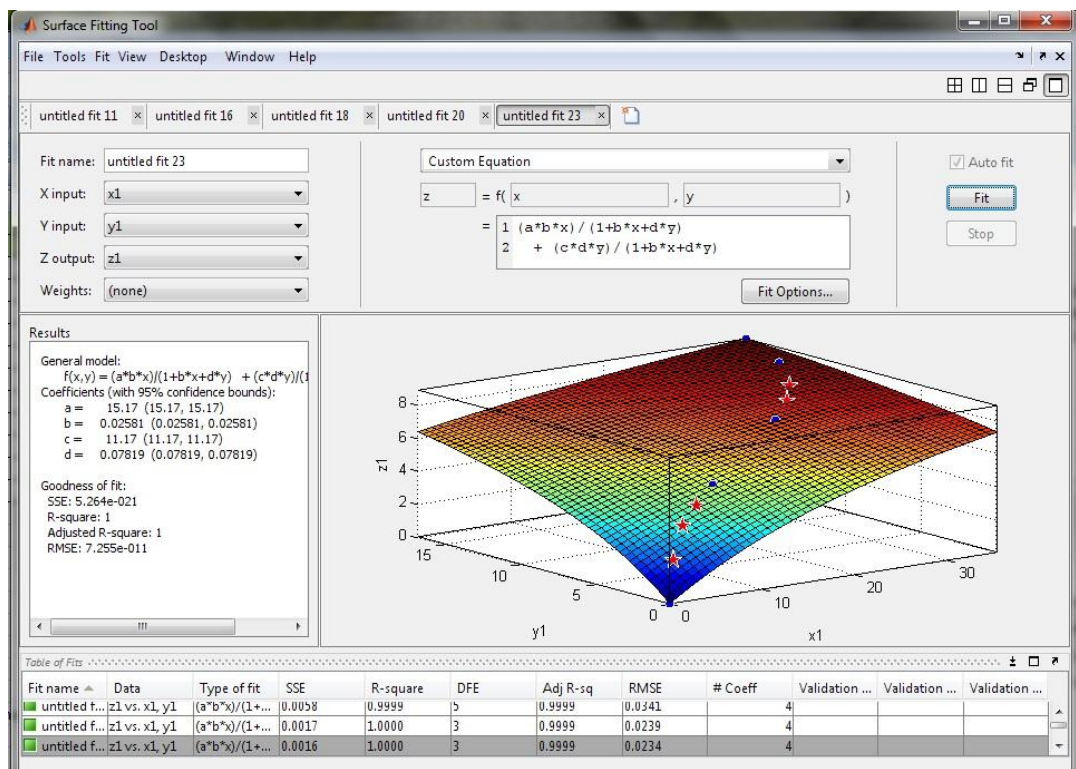 Surface Fitting Tool
File Tools Fit View Desktop Window Help
untitled fit 11 × untitled fit 16 × untitled fit 18 × untitled fit 20 × untitled fit 23 ×
Fit name: untitled fit 23
X input: x1
Y input: y1
Z output: z1
Weights: (none)
Custom Equation
z = f( x , y )
= 1 (a*b*x)/(1+b*x+d*y)
2 + (c*d*y)/(1+b*x+d*y)
Fit Options...
Auto fit
Fit
Stop
Results
General model:
f(x,y) = (a*b*x)/(1+b*x+d*y) + (c*d*y)/(1
Coefficients (with 95% confidence bounds):
a = 15.17 (15.17, 15.17)
b = 0.02581 (0.02581, 0.02581)
c = 11.17 (11.17, 11.17)
d = 0.07819 (0.07819, 0.07819)
Goodness of fit:
SSE: 5.264e-021
R-square: 1
Adjusted R-square: 1
RMSE: 7.255e-011
z1
8
6
4
2
0
15
10
5
0
y1
0
10
20
30
x1
Table of Fits
Fit name Data Type of fit SSE R-square DFE Adj R-sq RMSE # Coeff Validation ... Validation ... Validation ...
untitled f... z1 vs. x1, y1 (a*b*x)/(1+... 0.0058 0.9999 5 0.9999 0.0341 4
untitled f... z1 vs. x1, y1 (a*b*x)/(1+... 0.0017 1.0000 3 0.9999 0.0239 4
untitled f... z1 vs. x1, y1 (a*b*x)/(1+... 0.0016 1.0000 3 0.9999 0.0234 4